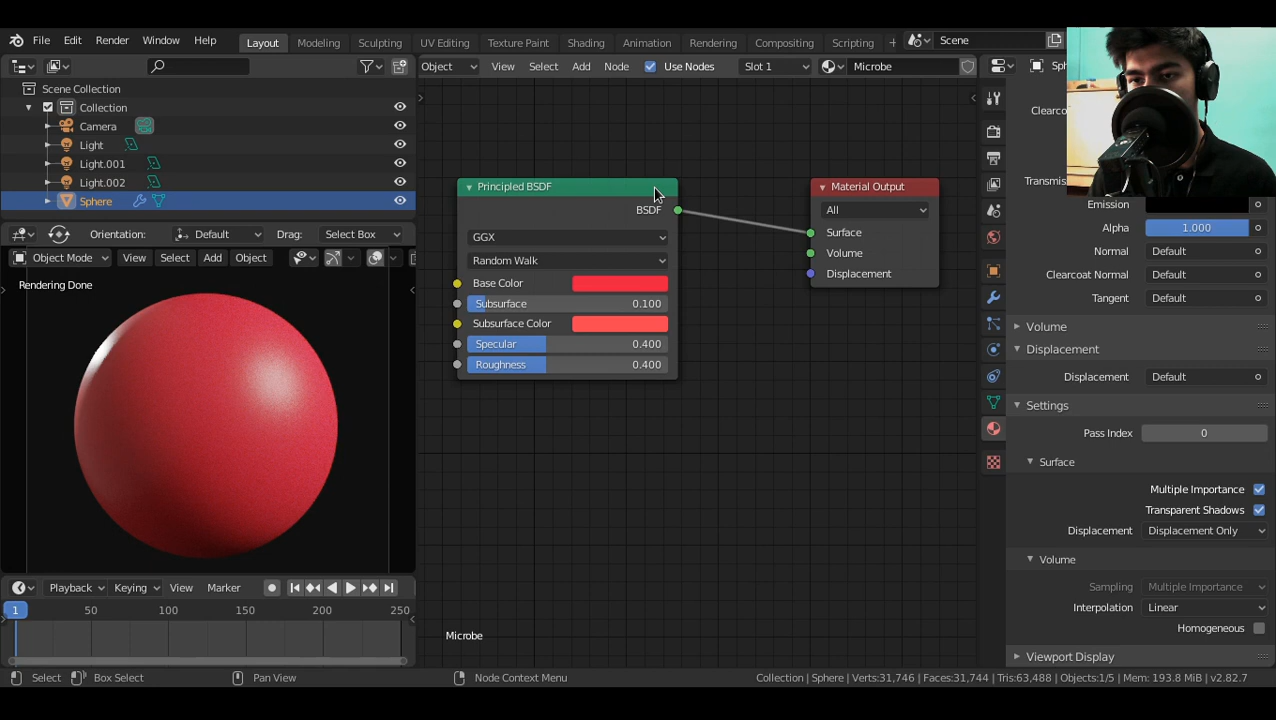 File Edit Render Window Help Layout Modeling Sculpting UV Editing Texture Paint Shading Animation Rendering Compositing Scripting Scene
Object View Select Add Node Use Nodes Slot 1 Microbe
Scene Collection
Collection
Camera
Light
Light.001
Light.002
Sphere
Orientation: Default Drag: Select Box
Object Mode View Select Add Object
Rendering Done
Principled BSDF
BSDF
GGX
Random Walk
Base Color
Subsurface 0.100
Subsurface Color
Specular 0.400
Roughness 0.400
Material Output
All
Surface
Volume
Displacement
Microbe
Emission
Alpha 1.000
Normal Default
Clearcoat Normal Default
Tangent Default
Volume
Displacement
Displacement Default
Settings
Pass Index 0
Surface
Multiple Importance
Transparent Shadows
Displacement Displacement Only
Volume
Sampling Multiple Importance
Interpolation Linear
Homogeneous
Viewport Display
Playback Keying View Marker
1 50 100 150 200 250
Select Box Select Pan View Node Context Menu Collection | Sphere | Verts:31,746 | Faces:31,744 | Tris:63,488 | Objects:1/5 | Mem: 193.8 MiB | v2.82.7